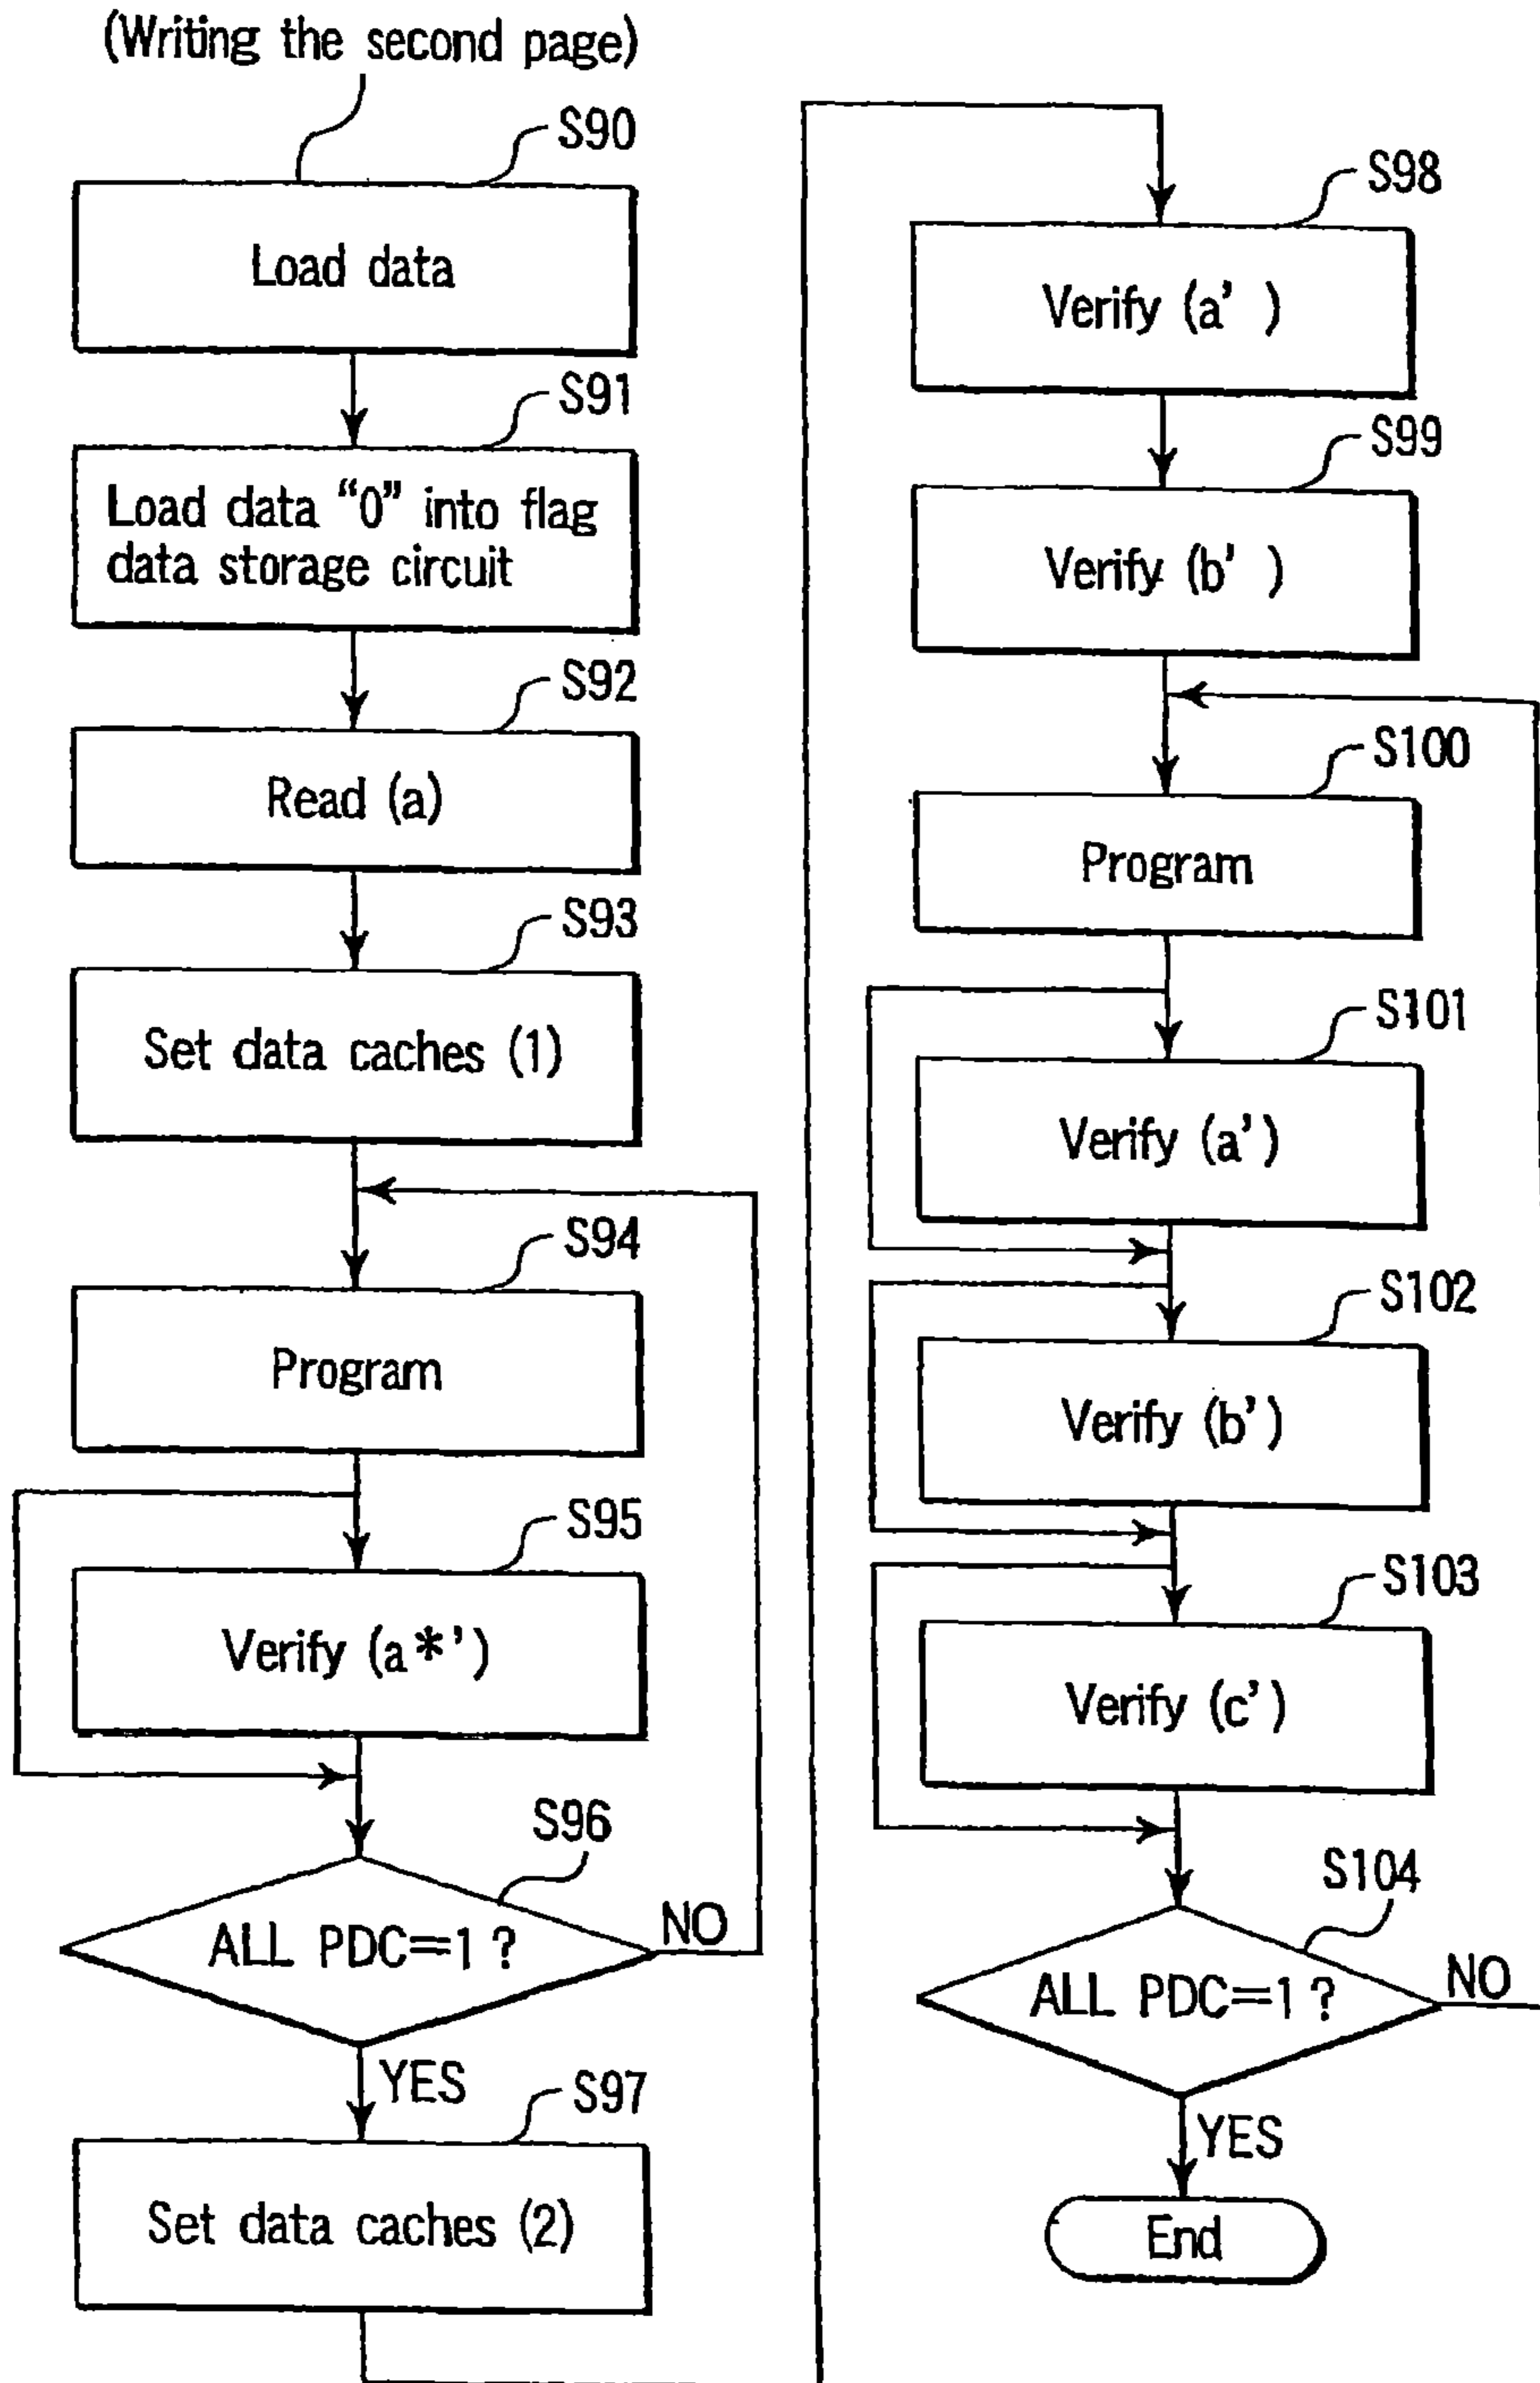 (Writing the second page)
S90
Load data
S91
Load data “0” into flag
data storage circuit
S92
Read (a)
S93
Set data caches (1)
S94
Program
S95
Verify (a*’)
S96
ALL PDC=1 ?
NO
YES
S97
Set data caches (2)
S98
Verify (a’ )
S99
Verify (b’ )
S100
Program
S101
Verify (a’)
S102
Verify (b’)
S103
Verify (c’)
S104
ALL PDC=1 ?
NO
YES
End